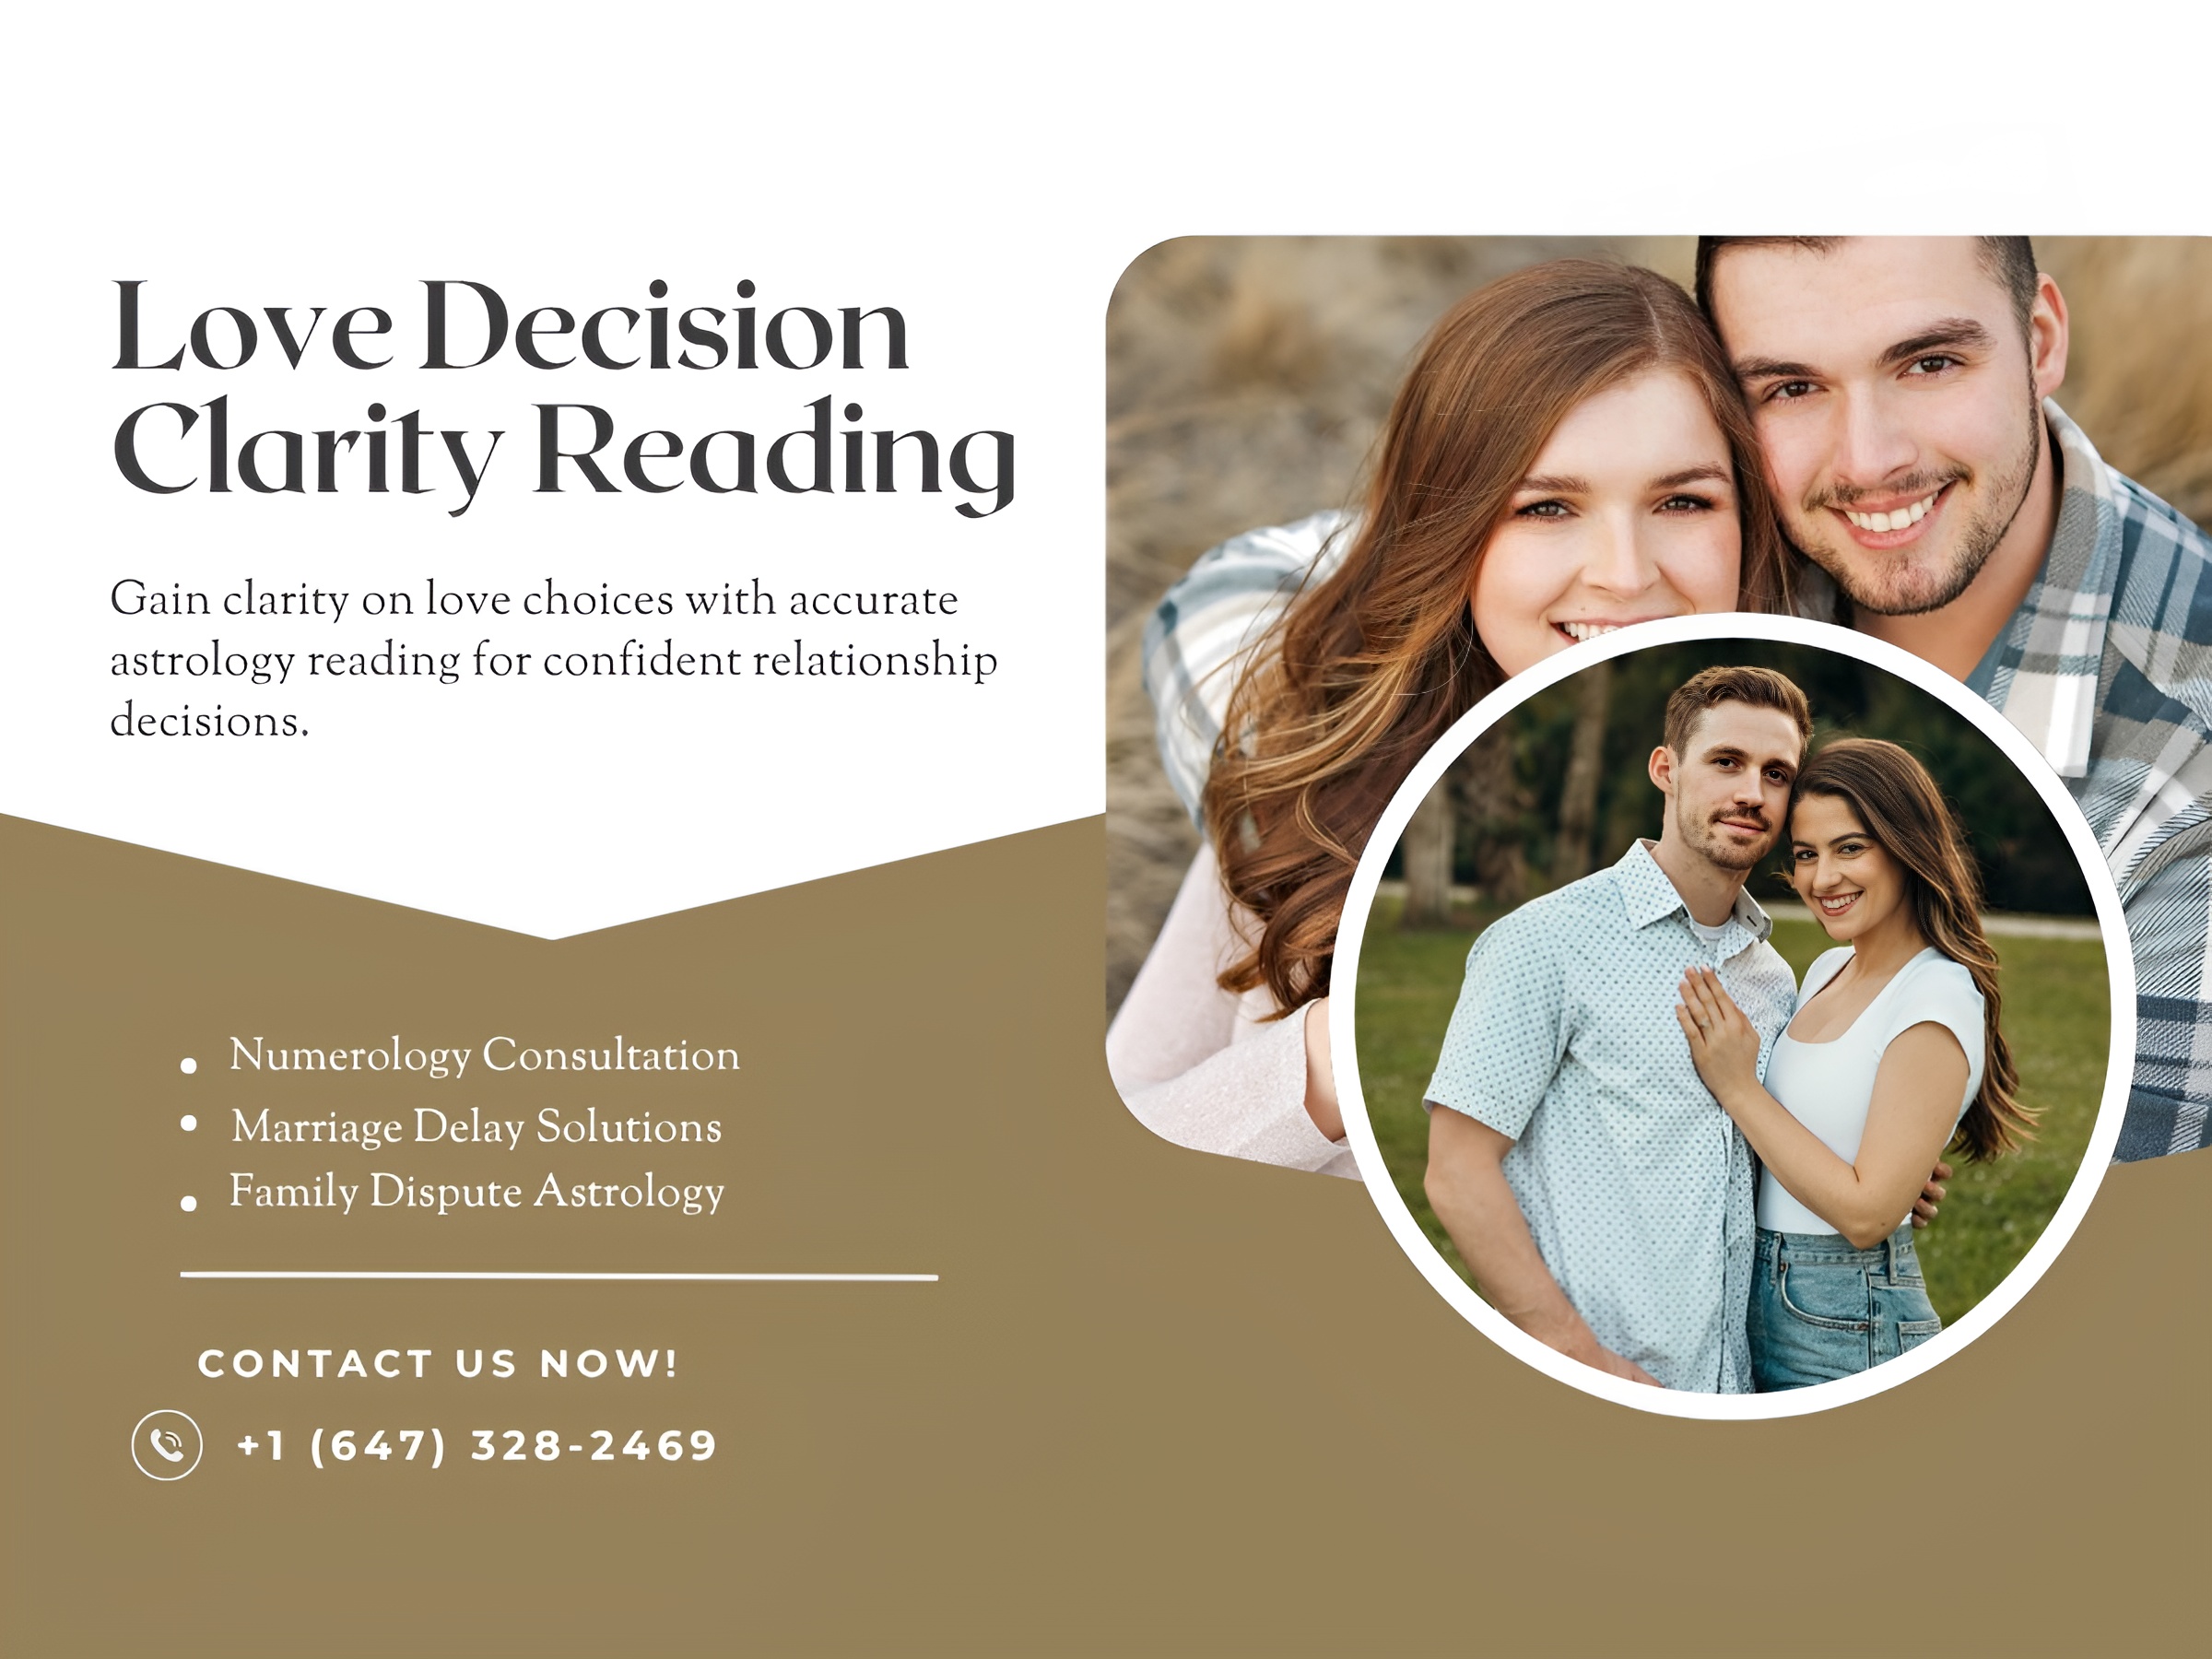 Love Decision
Clarity Reading
Gain clarity on love choices with accurate
astrology reading for confident relationship
decisions.
Numerology Consultation
Marriage Delay Solutions
Family Dispute Astrology
CONTACT US NOW!
+1 (647) 328-2469